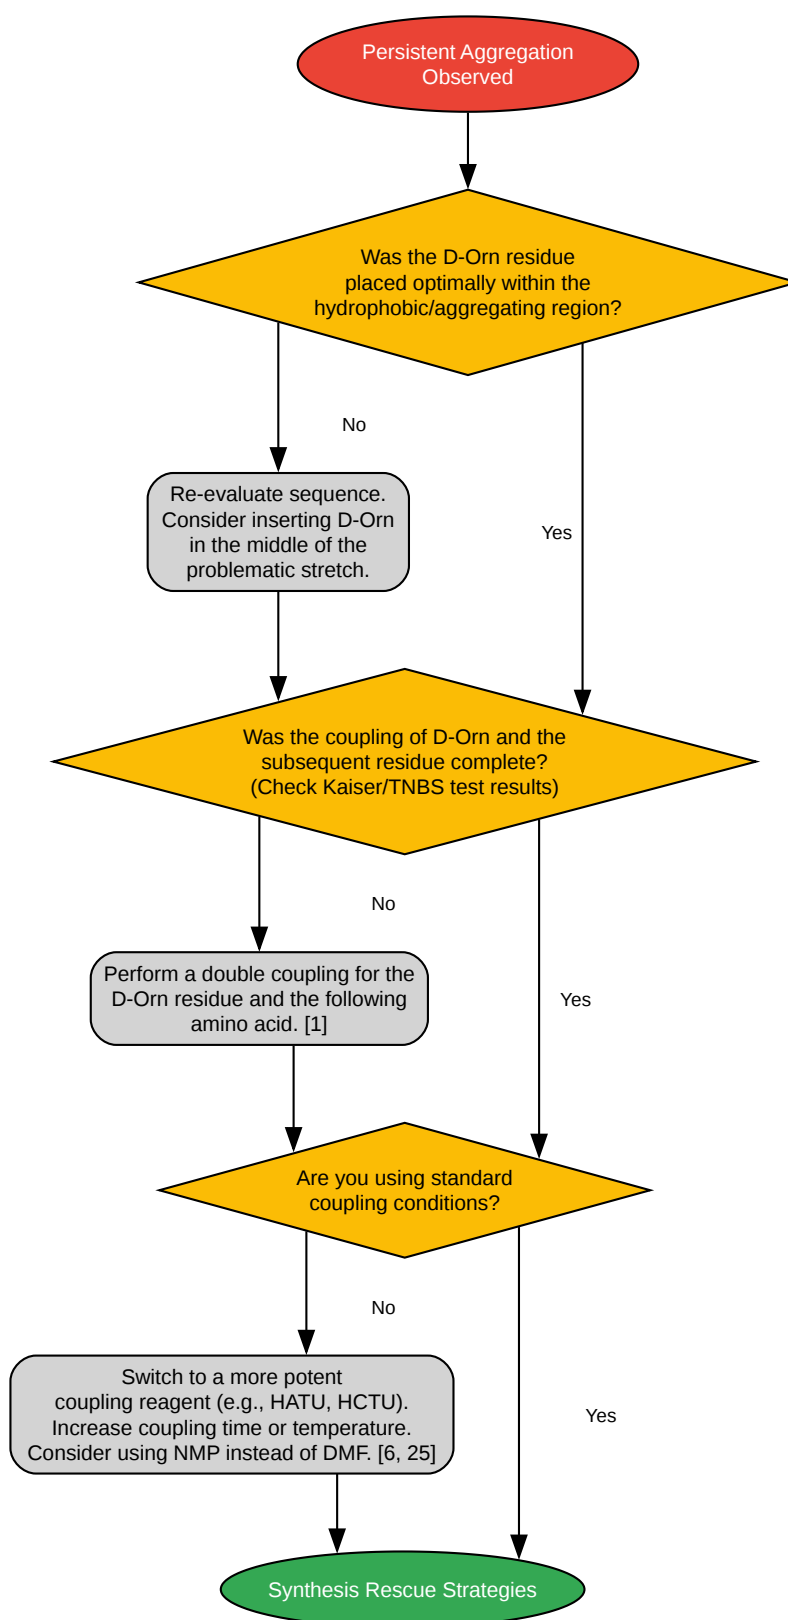 Persistent Aggregation
Observed
Was the D-Orn residue
placed optimally within the
hydrophobic/aggregating region?
No
Re-evaluate sequence.
Consider inserting D-Orn
in the middle of the
problematic stretch.
Yes
Was the coupling of D-Orn and the
subsequent residue complete?
(Check Kaiser/TNBS test results)
No
Perform a double coupling for the
D-Orn residue and the following
amino acid. [1]
Yes
Are you using standard
coupling conditions?
No
Switch to a more potent
coupling reagent (e.g., HATU, HCTU).
Increase coupling time or temperature.
Consider using NMP instead of DMF. [6, 25]
Yes
Synthesis Rescue Strategies